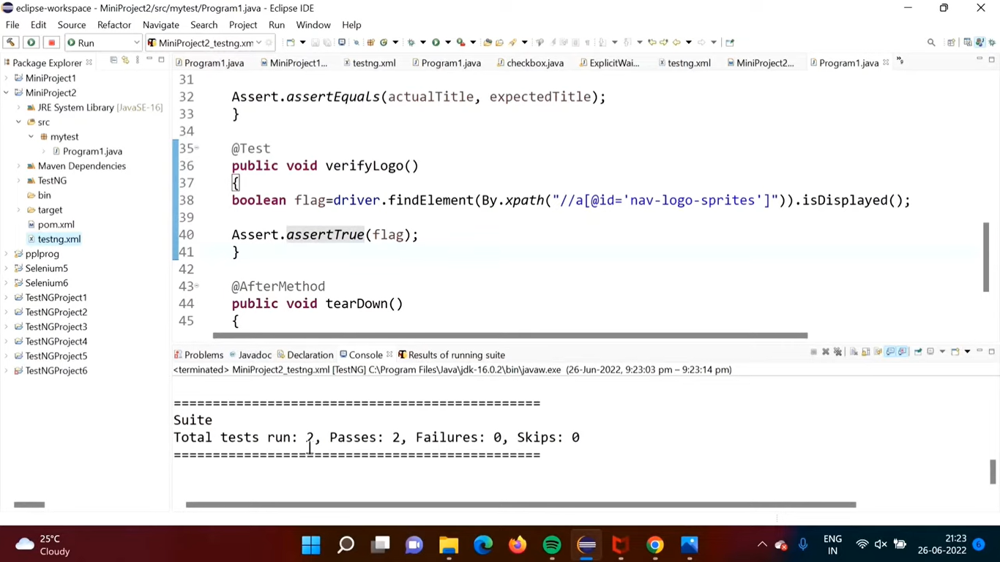 eclipse-workspace - MiniProject2/src/mytest/Program1.java - Eclipse IDE
File Edit Source Refactor Navigate Search Project Run Window Help
Run MiniProject2_testng.xm
Package Explorer
Program1.java MiniProject1... testng.xml Program1.java checkbox.java ExplicitWai... testng.xml MiniProject2... Program1.java
MiniProject1
MiniProject2
JRE System Library [JavaSE-16]
src
mytest
Program1.java
Maven Dependencies
TestNG
bin
target
pom.xml
testng.xml
pplprog
Selenium5
Selenium6
TestNGProject1
TestNGProject2
TestNGProject3
TestNGProject4
TestNGProject5
TestNGProject6
31
32 Assert.assertEquals(actualTitle, expectedTitle);
33 }
34
35 @Test
36 public void verifyLogo()
37 {
38 boolean flag=driver.findElement(By.xpath("//a[@id='nav-logo-sprites']")).isDisplayed();
39
40 Assert.assertTrue(flag);
41 }
42
43 @AfterMethod
44 public void tearDown()
45 {
Problems Javadoc Declaration Console Results of running suite
<terminated> MiniProject2_testng.xml [TestNG] C:\Program Files\Java\jdk-16.0.2\bin\javaw.exe (26-Jun-2022, 9:23:03 pm – 9:23:14 pm)
===============================================
Suite
Total tests run: 2, Passes: 2, Failures: 0, Skips: 0
===============================================
25°C
Cloudy
ENG
IN
21:23
26-06-2022
6